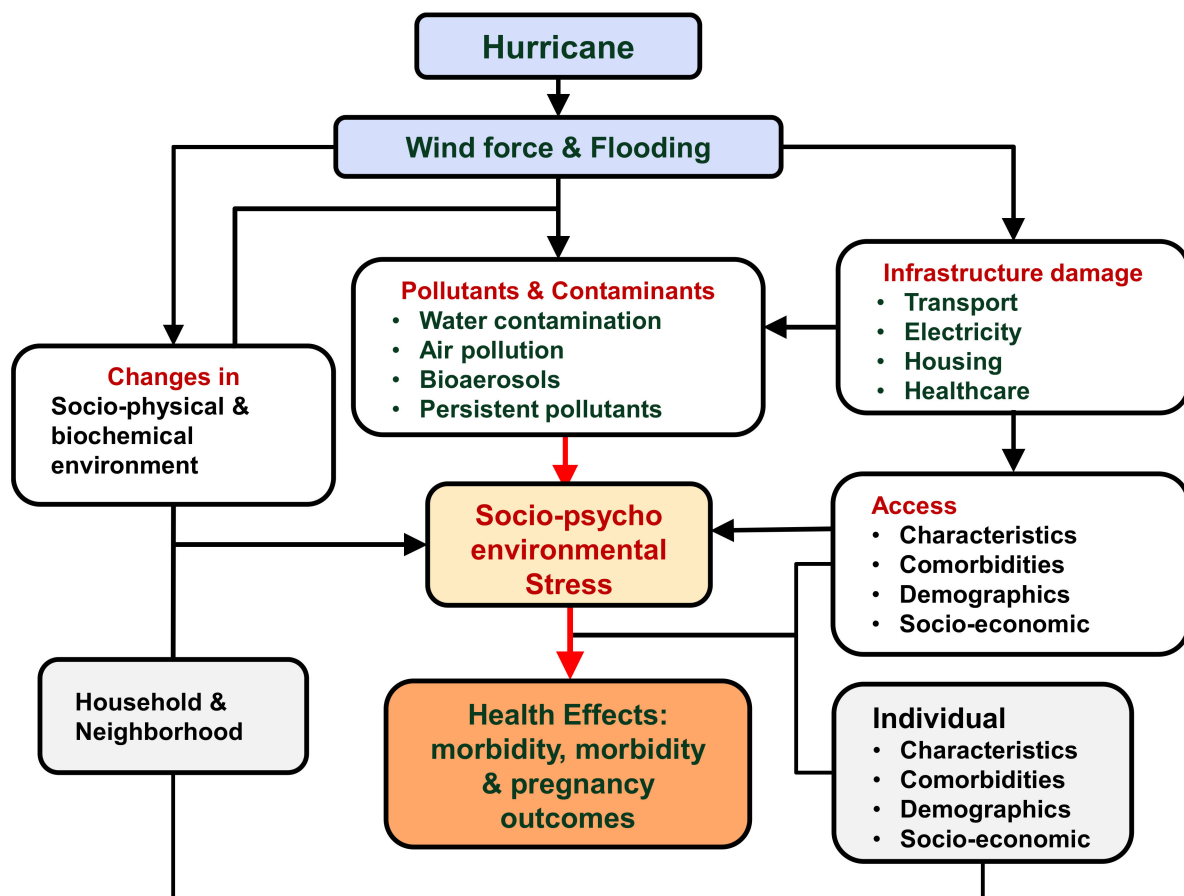 Hurricane
Wind force & Flooding
Pollutants & Contaminants
• Water contamination
• Air pollution
• Bioaerosols
• Persistent pollutants
Infrastructure damage
• Transport
• Electricity
• Housing
• Healthcare
Changes in
Socio-physical &
biochemical
environment
Socio-psycho
environmental
Stress
Access
• Characteristics
• Comorbidities
• Demographics
• Socio-economic
Household &
Neighborhood
Health Effects:
morbidity, morbidity
& pregnancy
outcomes
Individual
• Characteristics
• Comorbidities
• Demographics
• Socio-economic